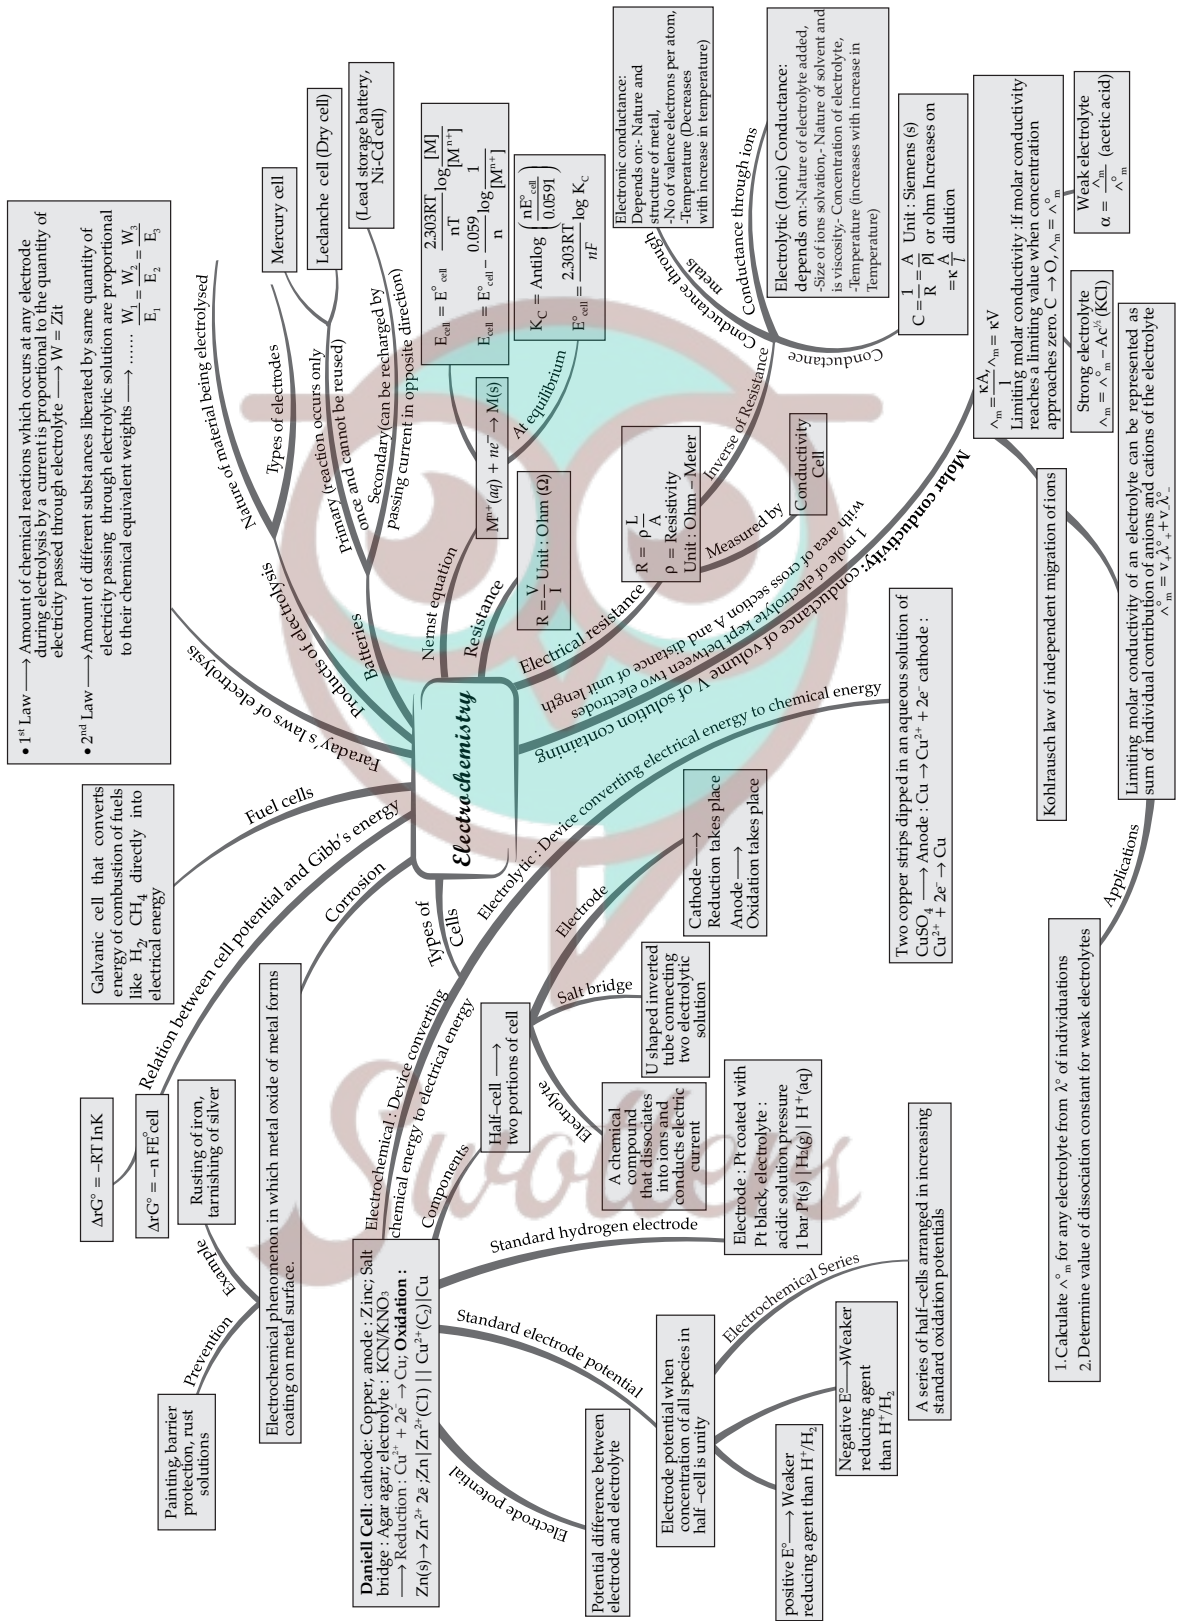 Electrochemistry
Faraday's laws of electrolysis
• 1st Law ⟶ Amount of chemical reactions which occurs at any electrode
during electrolysis by a current is proportional to the quantity of
electricity passed through electrolyte ⟶ W = Zit
• 2nd Law ⟶ Amount of different substances liberated by same quantity of
electricity passing through electrolytic solution are proportional
to their chemical equivalent weights ⟶ ...... W1/E1 = W2/E2 = W3/E3
Products of electrolysis
Nature of material being electrolysed
Types of electrodes
Batteries
Primary (reaction occurs only
once and cannot be reused)
Mercury cell
Leclanche cell (Dry cell)
Secondary(can be recharged by
passing current in opposite direction)
(Lead storage battery,
Ni-Cd cell)
Nernst equation
Mn+(aq) + ne– → M(s)
Ecell = E°cell 2.303RT/nT log [M]/[Mn+]
Ecell = E°cell – 0.059/n log 1/[Mn+]
At equilibrium
KC = Antilog (nE°cell/0.0591)
E°cell = 2.303RT/nF log KC
Resistance
R = V/I Unit : Ohm (Ω)
Electrical resistance
R = ρ L/A
ρ = Resistivity
Unit : Ohm – Meter
Measured by
Conductivity
Cell
Inverse of Resistance
Conductance through
metals
Electronic conductance:
Depends on:- Nature and
structure of metal,
-No of valence electrons per atom,
-Temperature (Decreases
with increase in temperature)
Conductance through ions
Electrolytic (Ionic) Conductance:
depends on:-Nature of electrolyte added,
-Size of ions solvation,- Nature of solvent and
is viscosity,- Concentration of electrolyte,
-Temperature (increases with increase in
Temperature)
Conductance
C = 1/R = A/ρl Unit : Siemens (s)
or ohm Increases on
= κ A/l dilution
Molar conductivity: conductance of volume V of solution containing
1 mole of electrolyte kept between two electrodes
with area of cross section A and distance of unit length
^m = κA/l, ^m = κV
Limiting molar conductivity :If molar conductivity
reaches a limiting value when concentration
approaches zero. C → O, ^m = ^°m
Weak electrolyte
α = ^m/^°m (acetic acid)
Strong electrolyte
^m = ^°m – Ac½ (KCl)
Kohlrausch law of independent migration of ions
Limiting molar conductivity of an electrolyte can be represented as
sum of individual contribution of anions and cations of the electrolyte
^°m = v+λ°+ + v–λ°–
Applications
1. Calculate ^°m for any electrolyte from λ° of individuations
2. Determine value of dissociation constant for weak electrolytes
Fuel cells
Galvanic cell that converts
energy of combustion of fuels
like H2, CH4 directly into
electrical energy
Relation between cell potential and Gibb's energy
ΔrG° = –RT InK
ΔrG° = –n FE°cell
Corrosion
Electrochemical phenomenon in which metal oxide of metal forms
coating on metal surface.
Example
Rusting of iron,
tarnishing of silver
Prevention
Painting, barrier
protection, rust
solutions
Types of
Cells
Electrolytic : Device converting electrical energy to chemical energy
Two copper strips dipped in an aqueous solution of
CuSO4 ⟶ Anode : Cu → Cu2+ + 2e– cathode :
Cu2+ + 2e– → Cu
Electrochemical : Device converting
chemical energy to electrical energy
Daniell Cell: cathode: Copper, anode : Zinc; Salt
bridge : Agar agar; electrolyte : KCN/KNO3
⟶ Reduction : Cu2+ + 2e– → Cu; Oxidation :
Zn(s)→ Zn2+ 2e–;Zn|Zn2+(C1) || Cu2+(C2)|Cu
Components
Half–cell ⟶
two portions of cell
Electrode
Cathode ⟶
Reduction takes place
Anode ⟶
Oxidation takes place
Salt bridge
U shaped inverted
tube connecting
two electrolytic
solution
Electrolyte
A chemical
compound
that dissociates
into ions and
conducts electric
current
Standard hydrogen electrode
Electrode : Pt coated with
Pt black, electrolyte :
acidic solution pressure
1 bar Pt(s) |H2(g)| H+(aq)
Standard electrode potential
Electrode potential when
concentration of all species in
half –cell is unity
Electrochemical Series
A series of half–cells arranged in increasing
standard oxidation potentials
Negative E° ⟶ Weaker
reducing agent
than H+/H2
positive E° ⟶ Weaker
reducing agent than H+/H2
Electrode potential
Potential difference between
electrode and electrolyte
Swotters